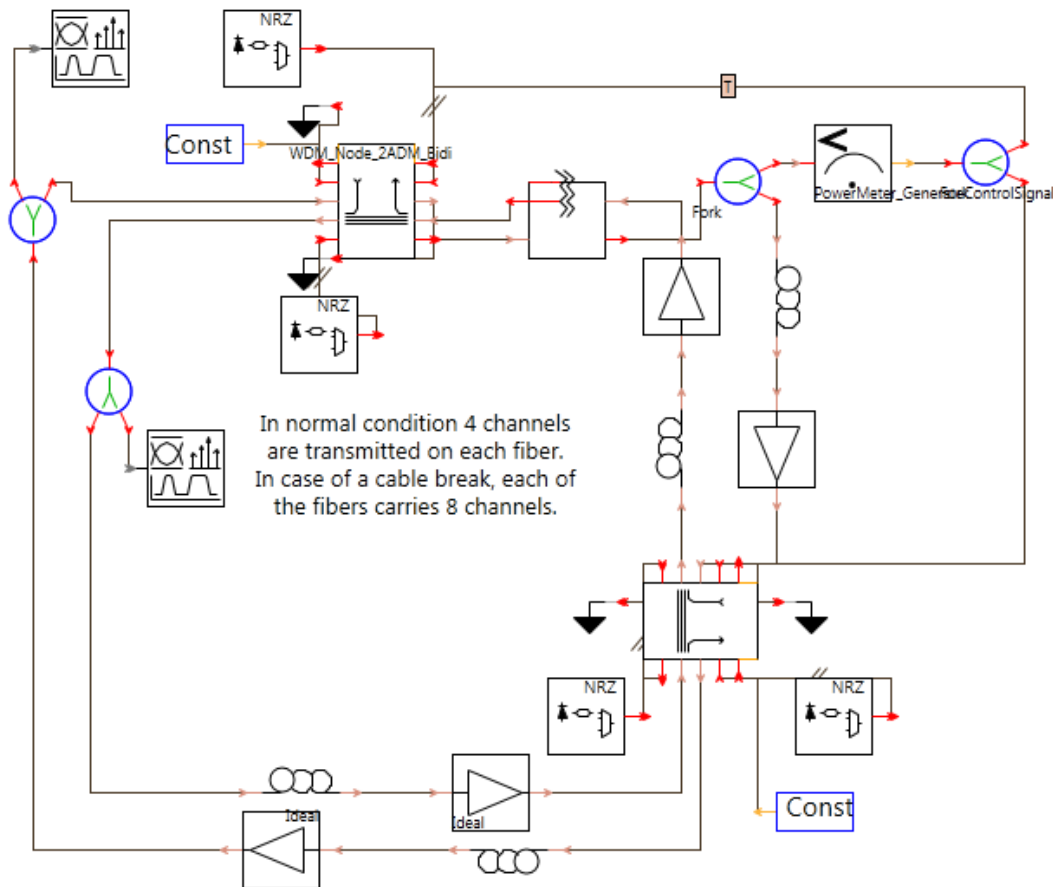 NRZ
T
Const
WDM_Node_2ADM_Bidi
PowerMeter_Generic
Fork
NRZ
In normal condition 4 channels
are transmitted on each fiber.
In case of a cable break, each of
the fibers carries 8 channels.
NRZ
NRZ
Const
Ideal
Ideal